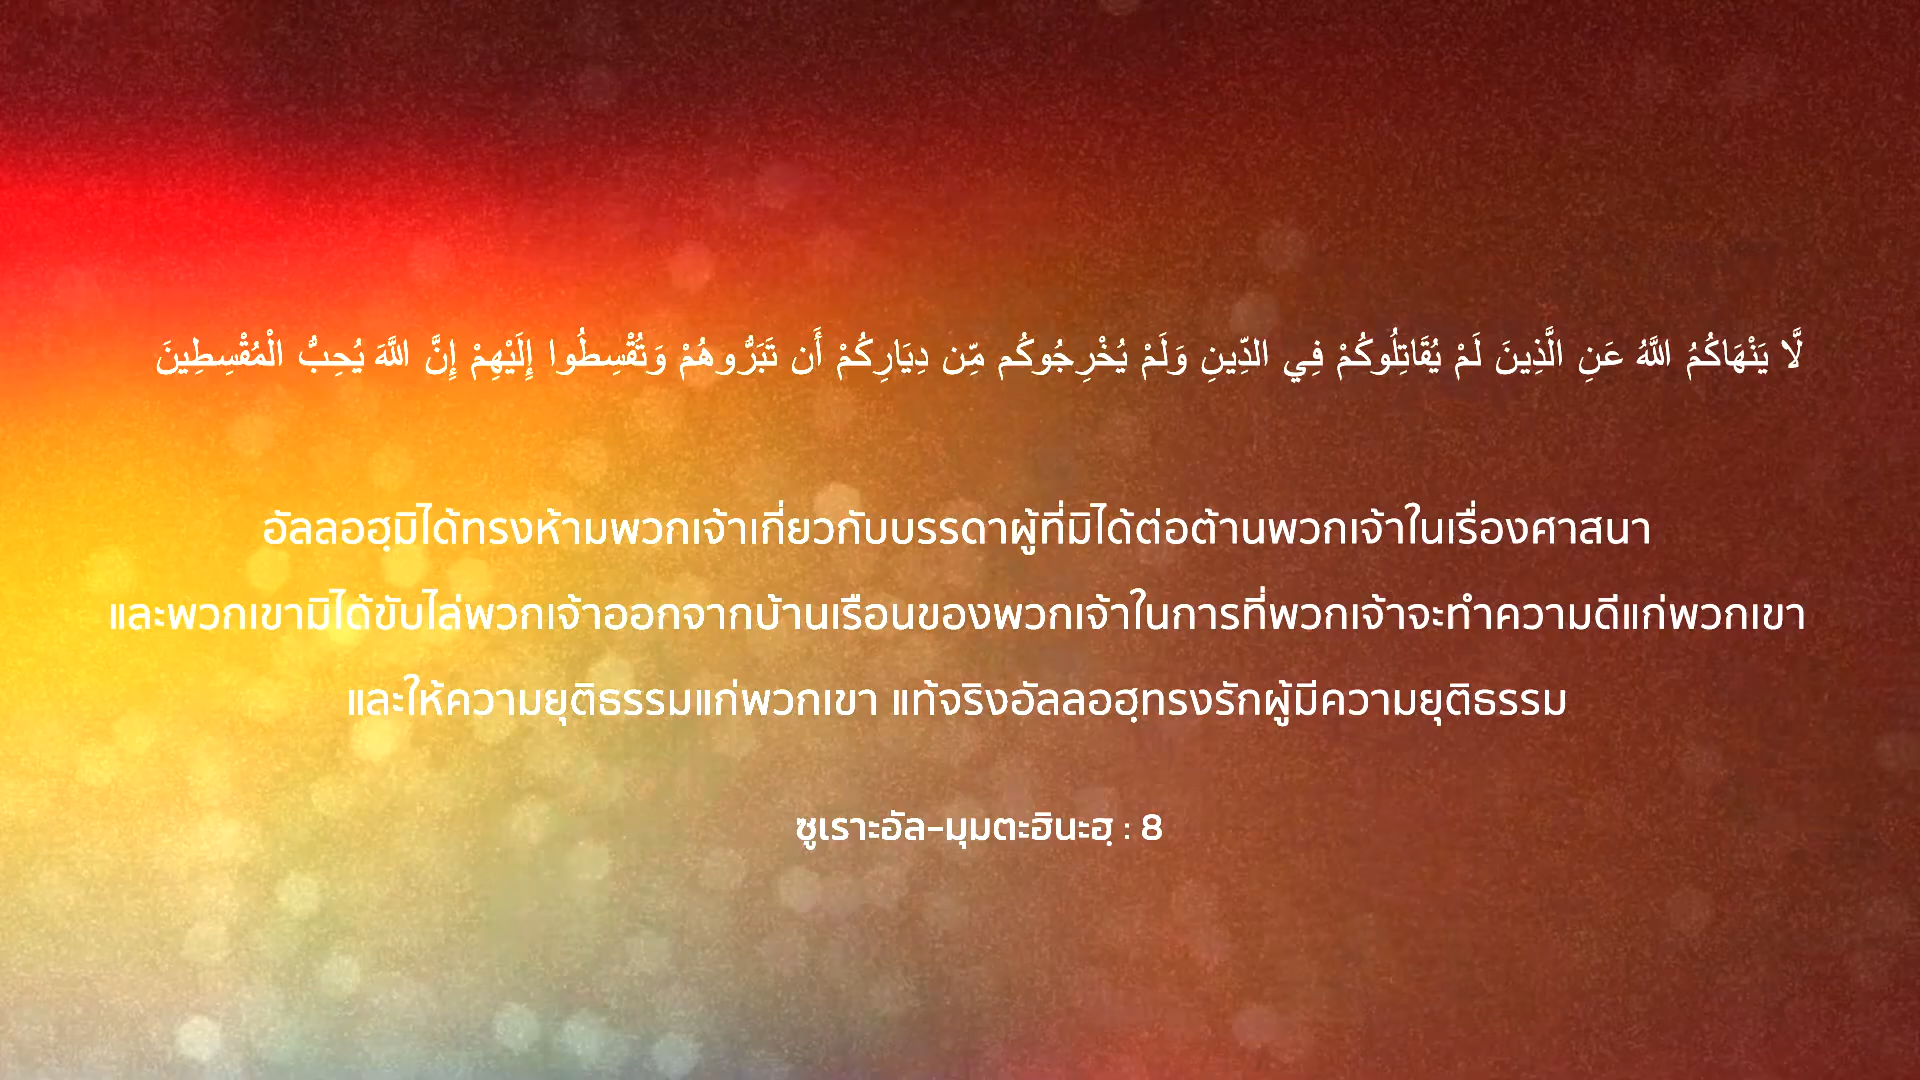 لَّا يَنْهَاكُمُ اللَّهُ عَنِ الَّذِينَ لَمْ يُقَاتِلُوكُمْ فِي الدِّينِ وَلَمْ يُخْرِجُوكُم مِّن دِيَارِكُمْ أَن تَبَرُّوهُمْ وَتُقْسِطُوا إِلَيْهِمْ إِنَّ اللَّهَ يُحِبُّ الْمُقْسِطِينَ
อัลลอฮฺมิได้ทรงห้ามพวกเจ้าเกี่ยวกับบรรดาผู้ที่มิได้ต่อต้านพวกเจ้าในเรื่องศาสนา
และพวกเขามิได้ขับไล่พวกเจ้าออกจากบ้านเรือนของพวกเจ้าในการที่พวกเจ้าจะทำความดีแก่พวกเขา
และให้ความยุติธรรมแก่พวกเขา แท้จริงอัลลอฮฺทรงรักผู้มีความยุติธรรม
ซูเราะอัล-มุมตะฮินะฮฺ : 8